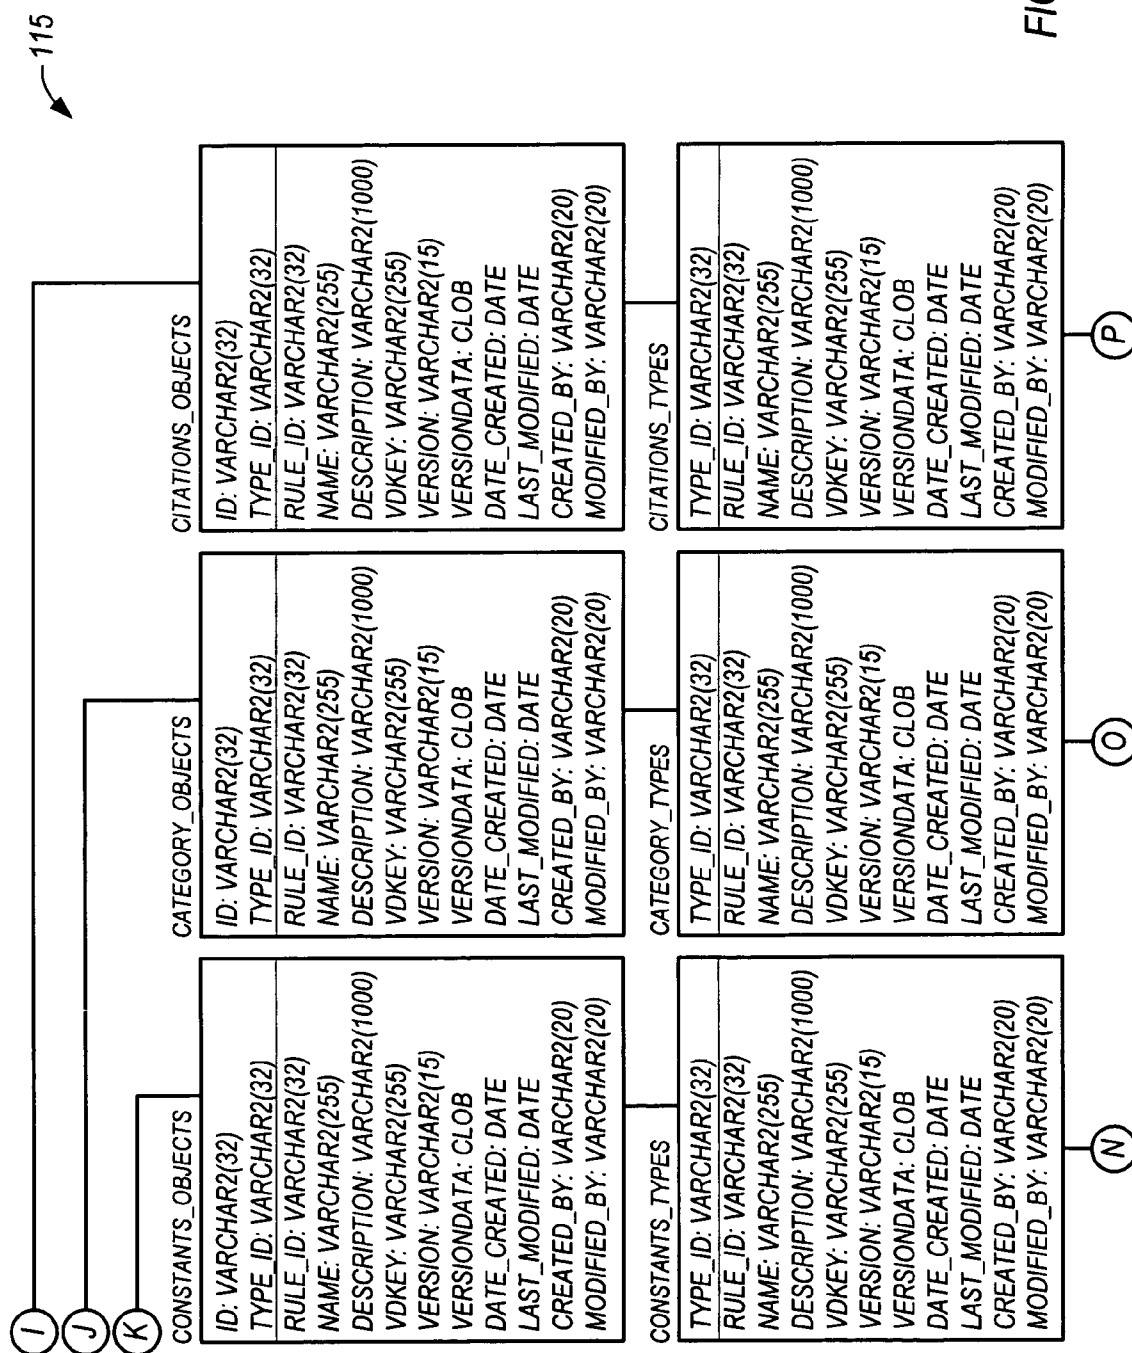 115
I
J
K
CONSTANTS_OBJECTS
ID: VARCHAR2(32)
TYPE_ID: VARCHAR2(32)
RULE_ID: VARCHAR2(32)
NAME: VARCHAR2(255)
DESCRIPTION: VARCHAR2(1000)
VDKEY: VARCHAR2(255)
VERSION: VARCHAR2(15)
VERSIONDATA: CLOB
DATE_CREATED: DATE
LAST_MODIFIED: DATE
CREATED_BY: VARCHAR2(20)
MODIFIED_BY: VARCHAR2(20)
CATEGORY_OBJECTS
ID: VARCHAR2(32)
TYPE_ID: VARCHAR2(32)
RULE_ID: VARCHAR2(32)
NAME: VARCHAR2(255)
DESCRIPTION: VARCHAR2(1000)
VDKEY: VARCHAR2(255)
VERSION: VARCHAR2(15)
VERSIONDATA: CLOB
DATE_CREATED: DATE
LAST_MODIFIED: DATE
CREATED_BY: VARCHAR2(20)
MODIFIED_BY: VARCHAR2(20)
CITATIONS_OBJECTS
ID: VARCHAR2(32)
TYPE_ID: VARCHAR2(32)
RULE_ID: VARCHAR2(32)
NAME: VARCHAR2(255)
DESCRIPTION: VARCHAR2(1000)
VDKEY: VARCHAR2(255)
VERSION: VARCHAR2(15)
VERSIONDATA: CLOB
DATE_CREATED: DATE
LAST_MODIFIED: DATE
CREATED_BY: VARCHAR2(20)
MODIFIED_BY: VARCHAR2(20)
CONSTANTS_TYPES
TYPE_ID: VARCHAR2(32)
RULE_ID: VARCHAR2(32)
NAME: VARCHAR2(255)
DESCRIPTION: VARCHAR2(1000)
VDKEY: VARCHAR2(255)
VERSION: VARCHAR2(15)
VERSIONDATA: CLOB
DATE_CREATED: DATE
LAST_MODIFIED: DATE
CREATED_BY: VARCHAR2(20)
MODIFIED_BY: VARCHAR2(20)
CATEGORY_TYPES
TYPE_ID: VARCHAR2(32)
RULE_ID: VARCHAR2(32)
NAME: VARCHAR2(255)
DESCRIPTION: VARCHAR2(1000)
VDKEY: VARCHAR2(255)
VERSION: VARCHAR2(15)
VERSIONDATA: CLOB
DATE_CREATED: DATE
LAST_MODIFIED: DATE
CREATED_BY: VARCHAR2(20)
MODIFIED_BY: VARCHAR2(20)
CITATIONS_TYPES
TYPE_ID: VARCHAR2(32)
RULE_ID: VARCHAR2(32)
NAME: VARCHAR2(255)
DESCRIPTION: VARCHAR2(1000)
VDKEY: VARCHAR2(255)
VERSION: VARCHAR2(15)
VERSIONDATA: CLOB
DATE_CREATED: DATE
LAST_MODIFIED: DATE
CREATED_BY: VARCHAR2(20)
MODIFIED_BY: VARCHAR2(20)
N
O
P